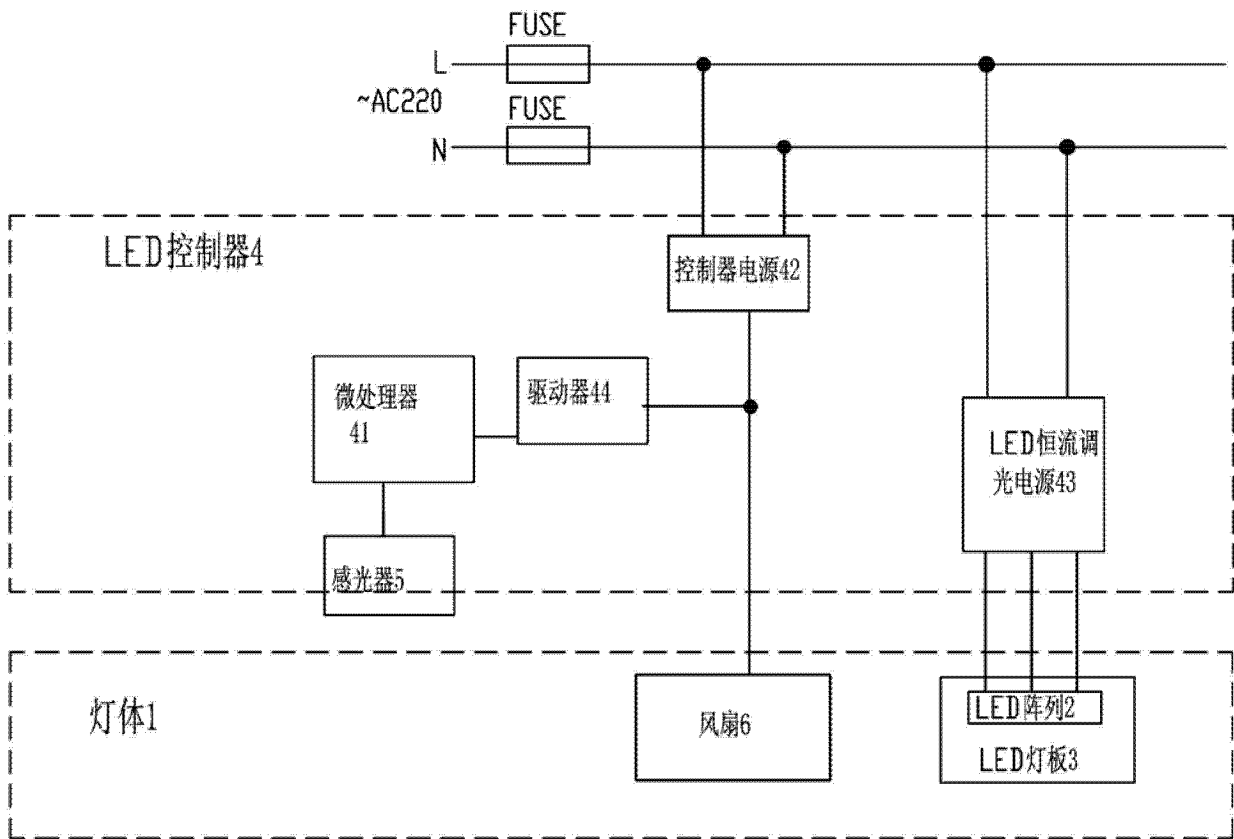 FUSE
L
~AC220
FUSE
N
LED控制器4
控制器电源42
微处理器
41
驱动器44
LED恒流调
光电源43
感光器5
灯体1
风扇6
LED阵列2
LED灯板3